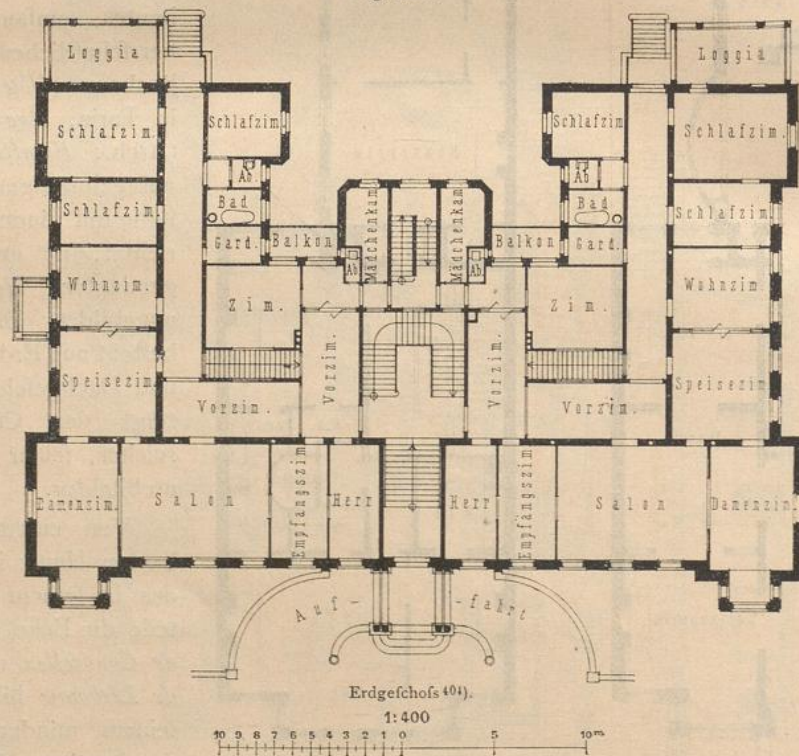 Loggia Loggia
Schlafzim. Schlafzim. Schlafzim Schlafzim.
Ab. Ab
Schlafzim. Bad Mädchenkam Mädchenkam Bad Schlafzim.
Gard. Balkon Balkon Gard.
Ab Ab.
Wohnzim. Zim. Zim. Wohnzim
Speisezim. Vorzim. Vorzim. Speisezim.
Vorzim. Vorzim.
Damenzim. Salon Empfangszim Herr Herr Empfangszim Salon Damenzim.
Auf- -fahrt
Erdgeſchoſs 404).
1:400
10 9 8 7 6 5 4 3 2 1 0 5 10m